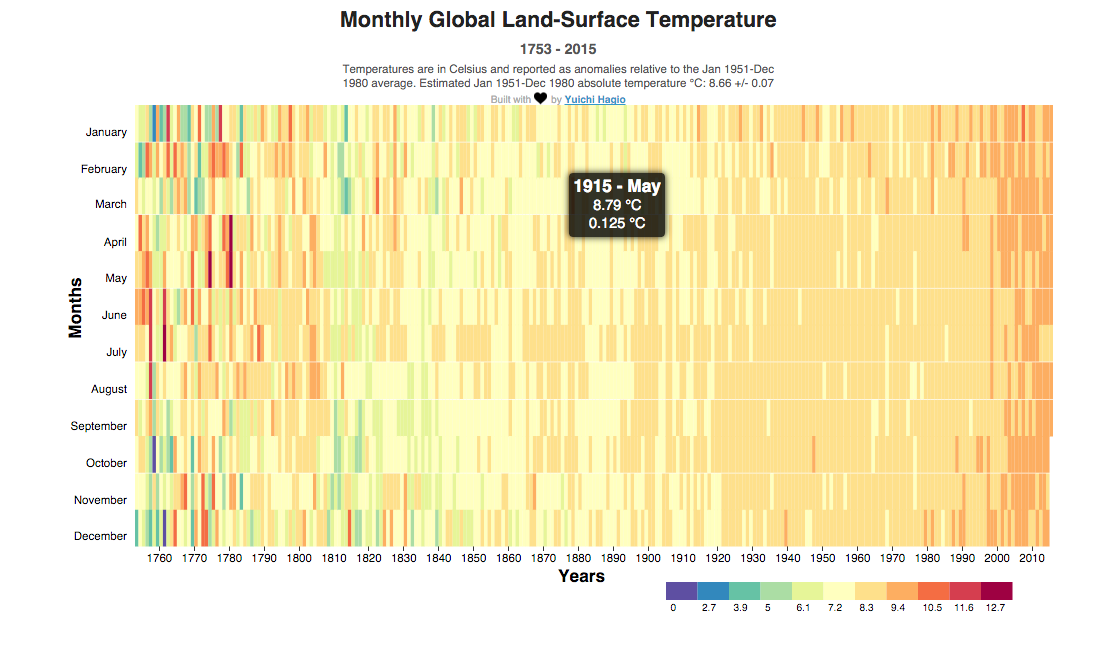 Monthly Global Land-Surface Temperature
1753 - 2015
Temperatures are in Celsius and reported as anomalies relative to the Jan 1951-Dec
1980 average. Estimated Jan 1951-Dec 1980 absolute temperature °C: 8.66 +/- 0.07
Built with ♥ by Yuichi Hagio
January
February
1915 - May
8.79 °C
0.125 °C
March
April
May
June
July
August
September
October
November
December
Months
1760 1770 1780 1790 1800 1810 1820 1830 1840 1850 1860 1870 1880 1890 1900 1910 1920 1930 1940 1950 1960 1970 1980 1990 2000 2010
Years
0 2.7 3.9 5 6.1 7.2 8.3 9.4 10.5 11.6 12.7